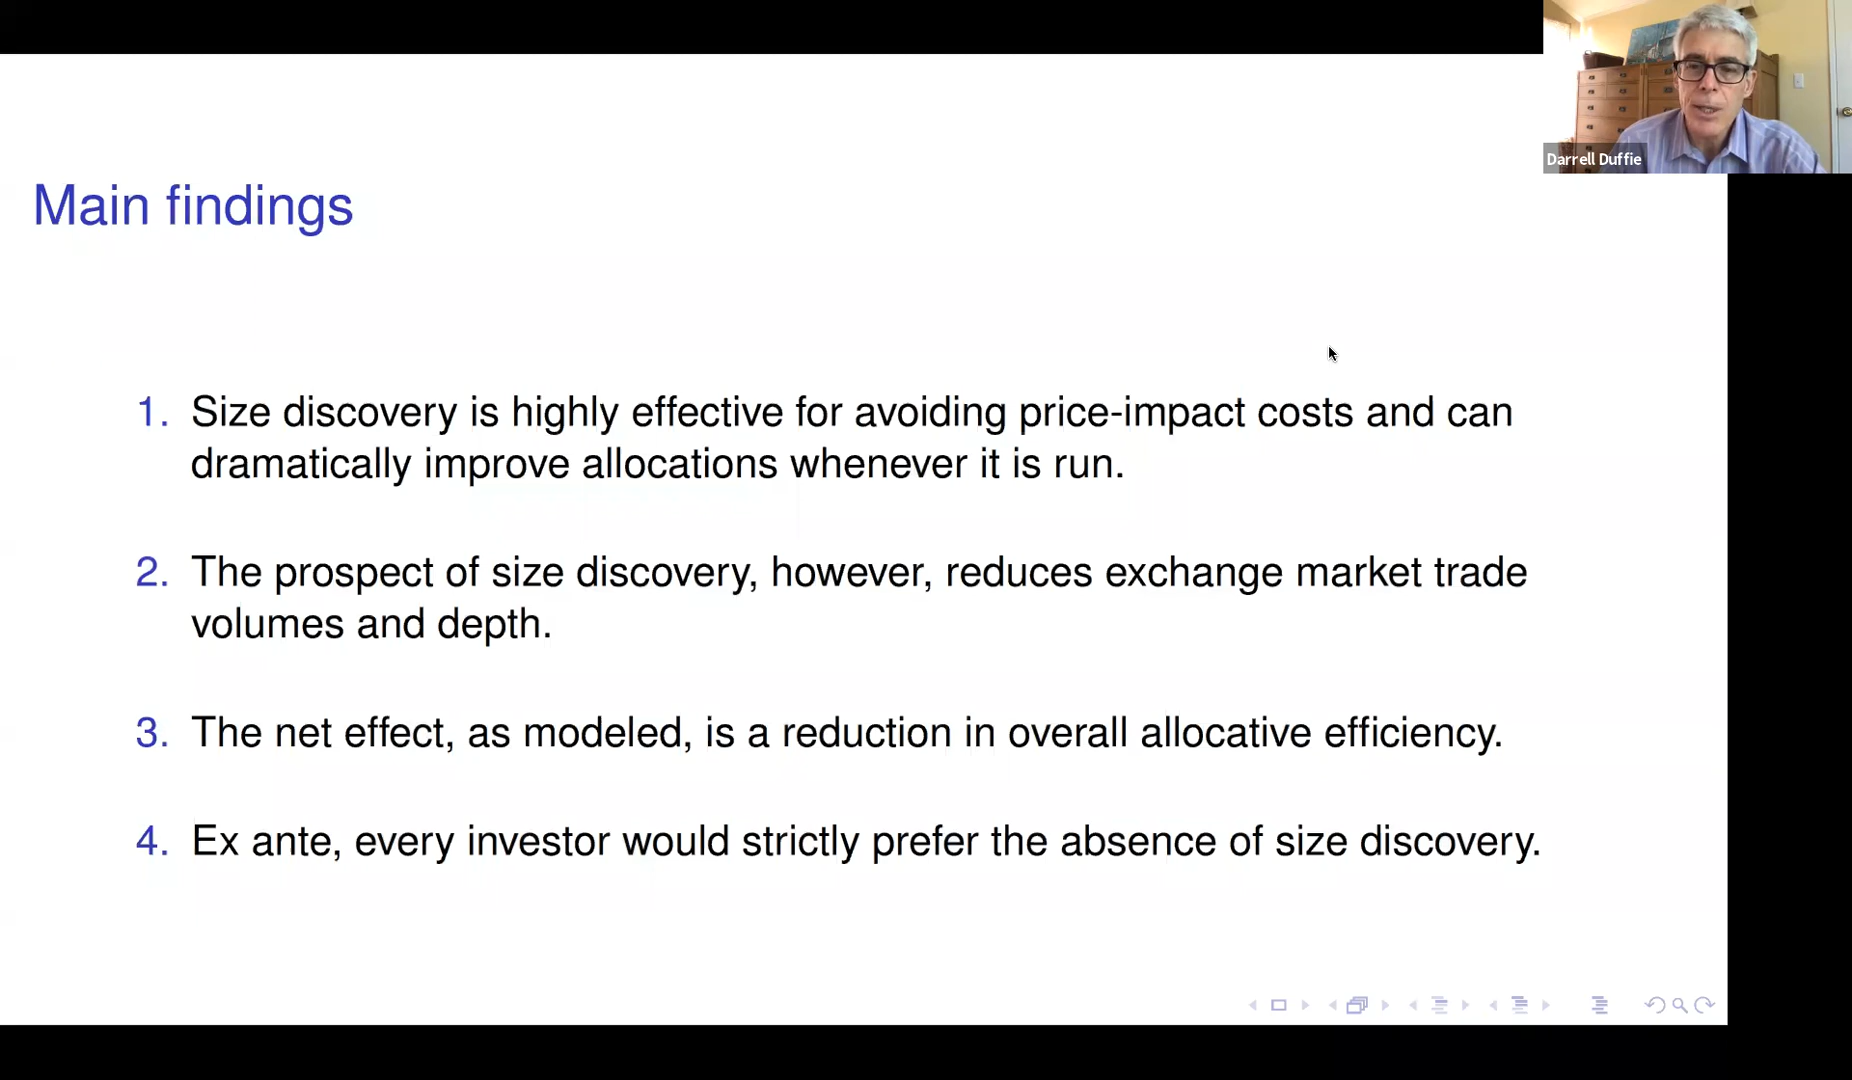 Darrell Duffie
Main findings
1. Size discovery is highly effective for avoiding price-impact costs and can
dramatically improve allocations whenever it is run.
2. The prospect of size discovery, however, reduces exchange market trade
volumes and depth.
3. The net effect, as modeled, is a reduction in overall allocative efficiency.
4. Ex ante, every investor would strictly prefer the absence of size discovery.